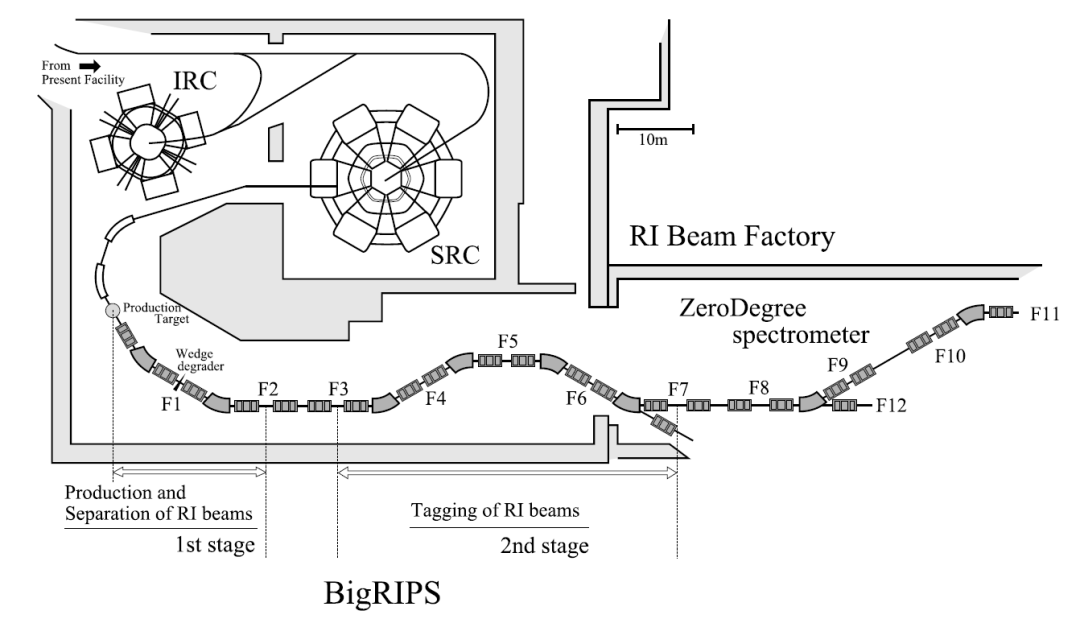 From
Present Facility
IRC
10m
SRC
RI Beam Factory
Production
Target
ZeroDegree
spectrometer
F11
F10
F9
F12
F8
F7
F6
F5
F4
F3
F2
F1
Wedge
degrader
Production and
Separation of RI beams
1st stage
Tagging of RI beams
2nd stage
BigRIPS